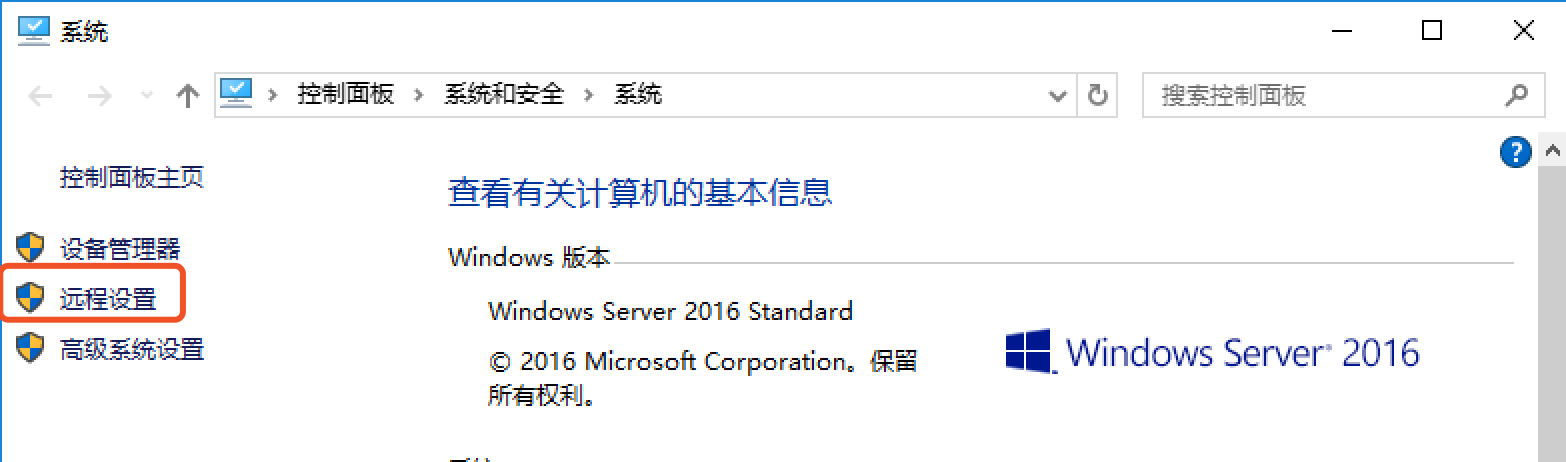 系统
控制面板 > 系统和安全 > 系统
搜索控制面板
?
控制面板主页
设备管理器
远程设置
高级系统设置
查看有关计算机的基本信息
Windows 版本
Windows Server 2016 Standard
© 2016 Microsoft Corporation。保留
所有权利。
Windows Server® 2016